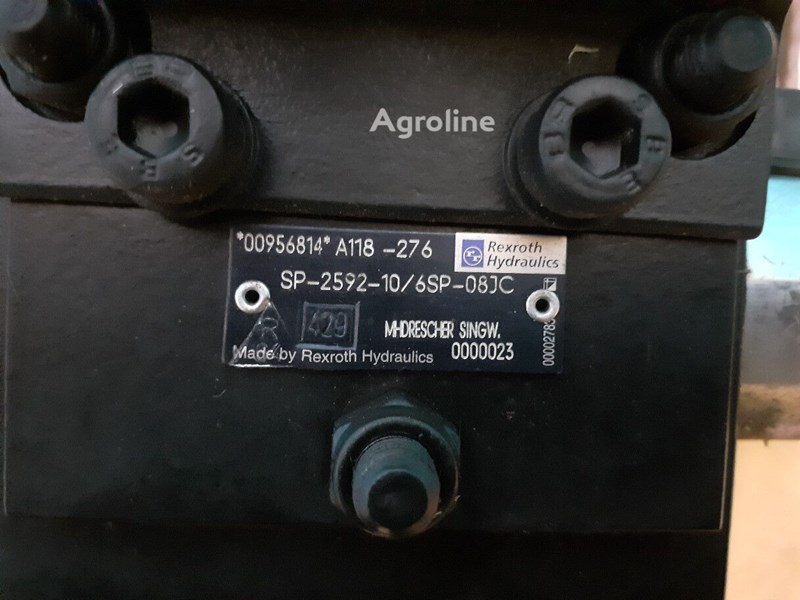 Agroline
*00956814* A118-276
Rexroth
Hydraulics
SP-2592-10/6SP-08JC
429
MHDRESCHER SINGW.
Made by Rexroth Hydraulics 0000023